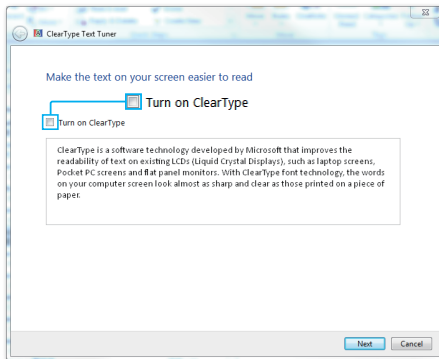 ClearType Text Tuner
Make the text on your screen easier to read
Turn on ClearType
Turn on ClearType
ClearType is a software technology developed by Microsoft that improves the
readability of text on existing LCDs (Liquid Crystal Displays), such as laptop screens,
Pocket PC screens and flat panel monitors. With ClearType font technology, the words
on your computer screen look almost as sharp and clear as those printed on a piece of
paper.
Next Cancel